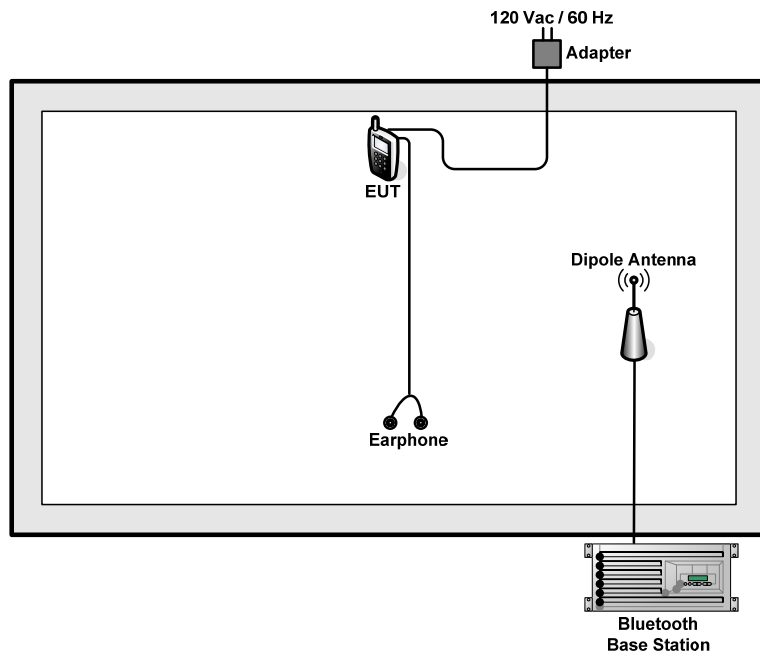 120 Vac / 60 Hz
Adapter
EUT
Dipole Antenna
Earphone
Bluetooth
Base Station